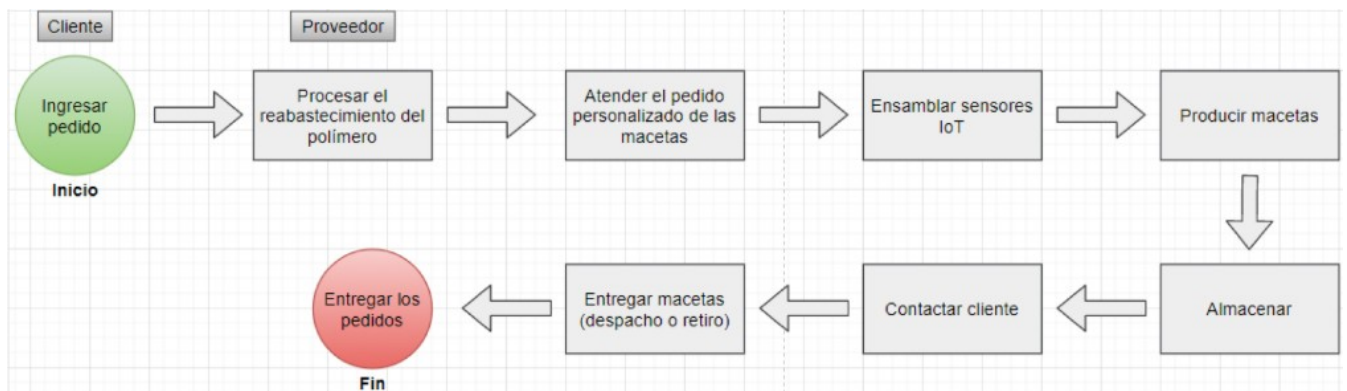 Cliente
Proveedor
Ingresar
pedido
Inicio
Procesar el
reabastecimiento del
polímero
Atender el pedido
personalizado de las
macetas
Ensamblar sensores
IoT
Producir macetas
Almacenar
Contactar cliente
Entregar macetas
(despacho o retiro)
Entregar los
pedidos
Fin